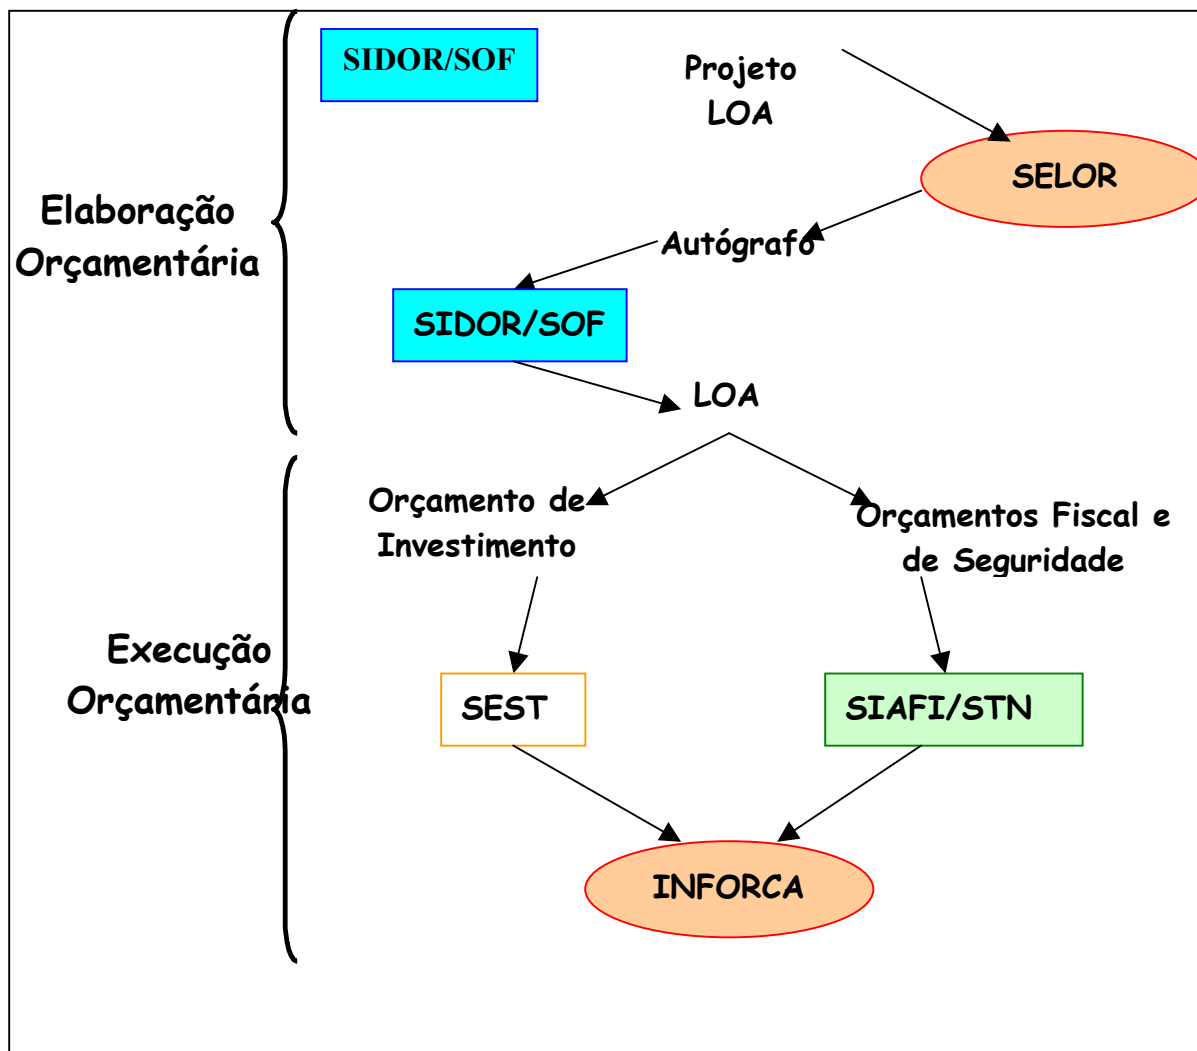 SIDOR/SOF
Projeto
LOA
SELOR
Elaboração
Orçamentária
Autógrafo
SIDOR/SOF
LOA
Orçamento de
Investimento
Orçamentos Fiscal e
de Seguridade
Execução
Orçamentária
SEST
SIAFI/STN
INFORCA